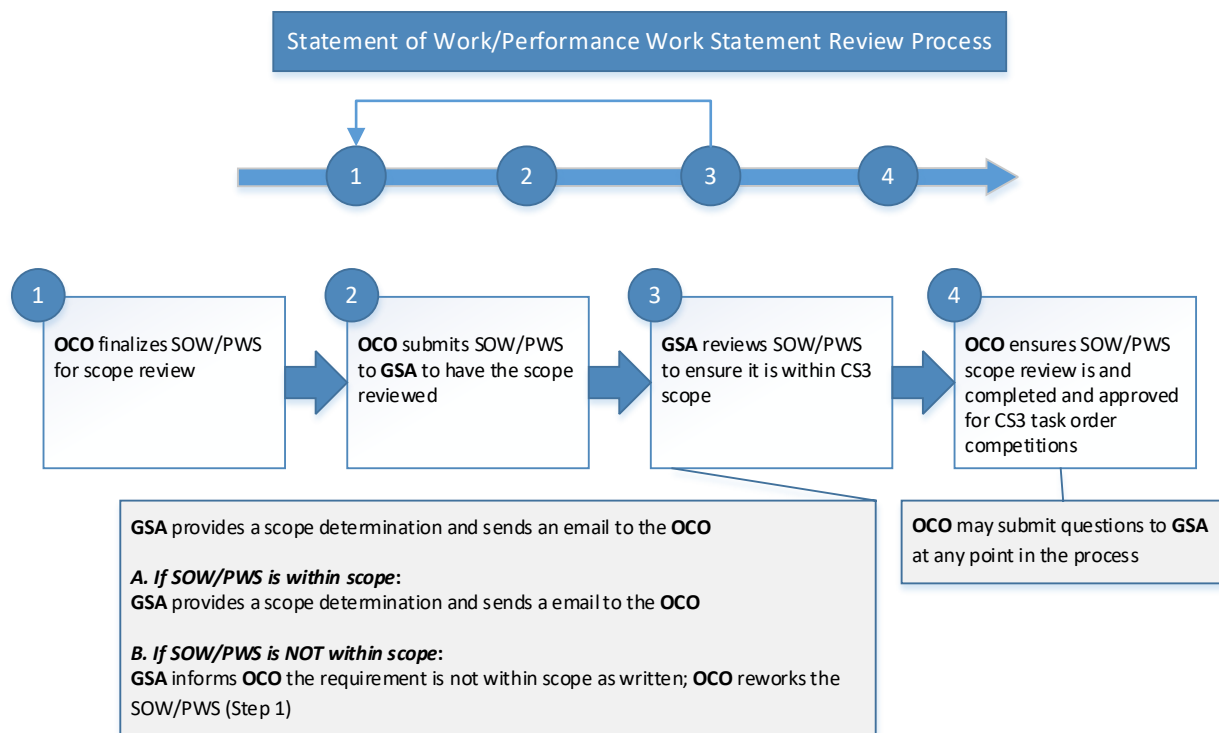 Statement of Work/Performance Work Statement Review Process
1
2
3
4
1
OCO finalizes SOW/PWS
for scope review
2
OCO submits SOW/PWS
to GSA to have the scope
reviewed
3
GSA reviews SOW/PWS
to ensure it is within CS3
scope
4
OCO ensures SOW/PWS
scope review is and
completed and approved
for CS3 task order
competitions
GSA provides a scope determination and sends an email to the OCO
A. If SOW/PWS is within scope:
GSA provides a scope determination and sends a email to the OCO
B. If SOW/PWS is NOT within scope:
GSA informs OCO the requirement is not within scope as written; OCO reworks the
SOW/PWS (Step 1)
OCO may submit questions to GSA
at any point in the process